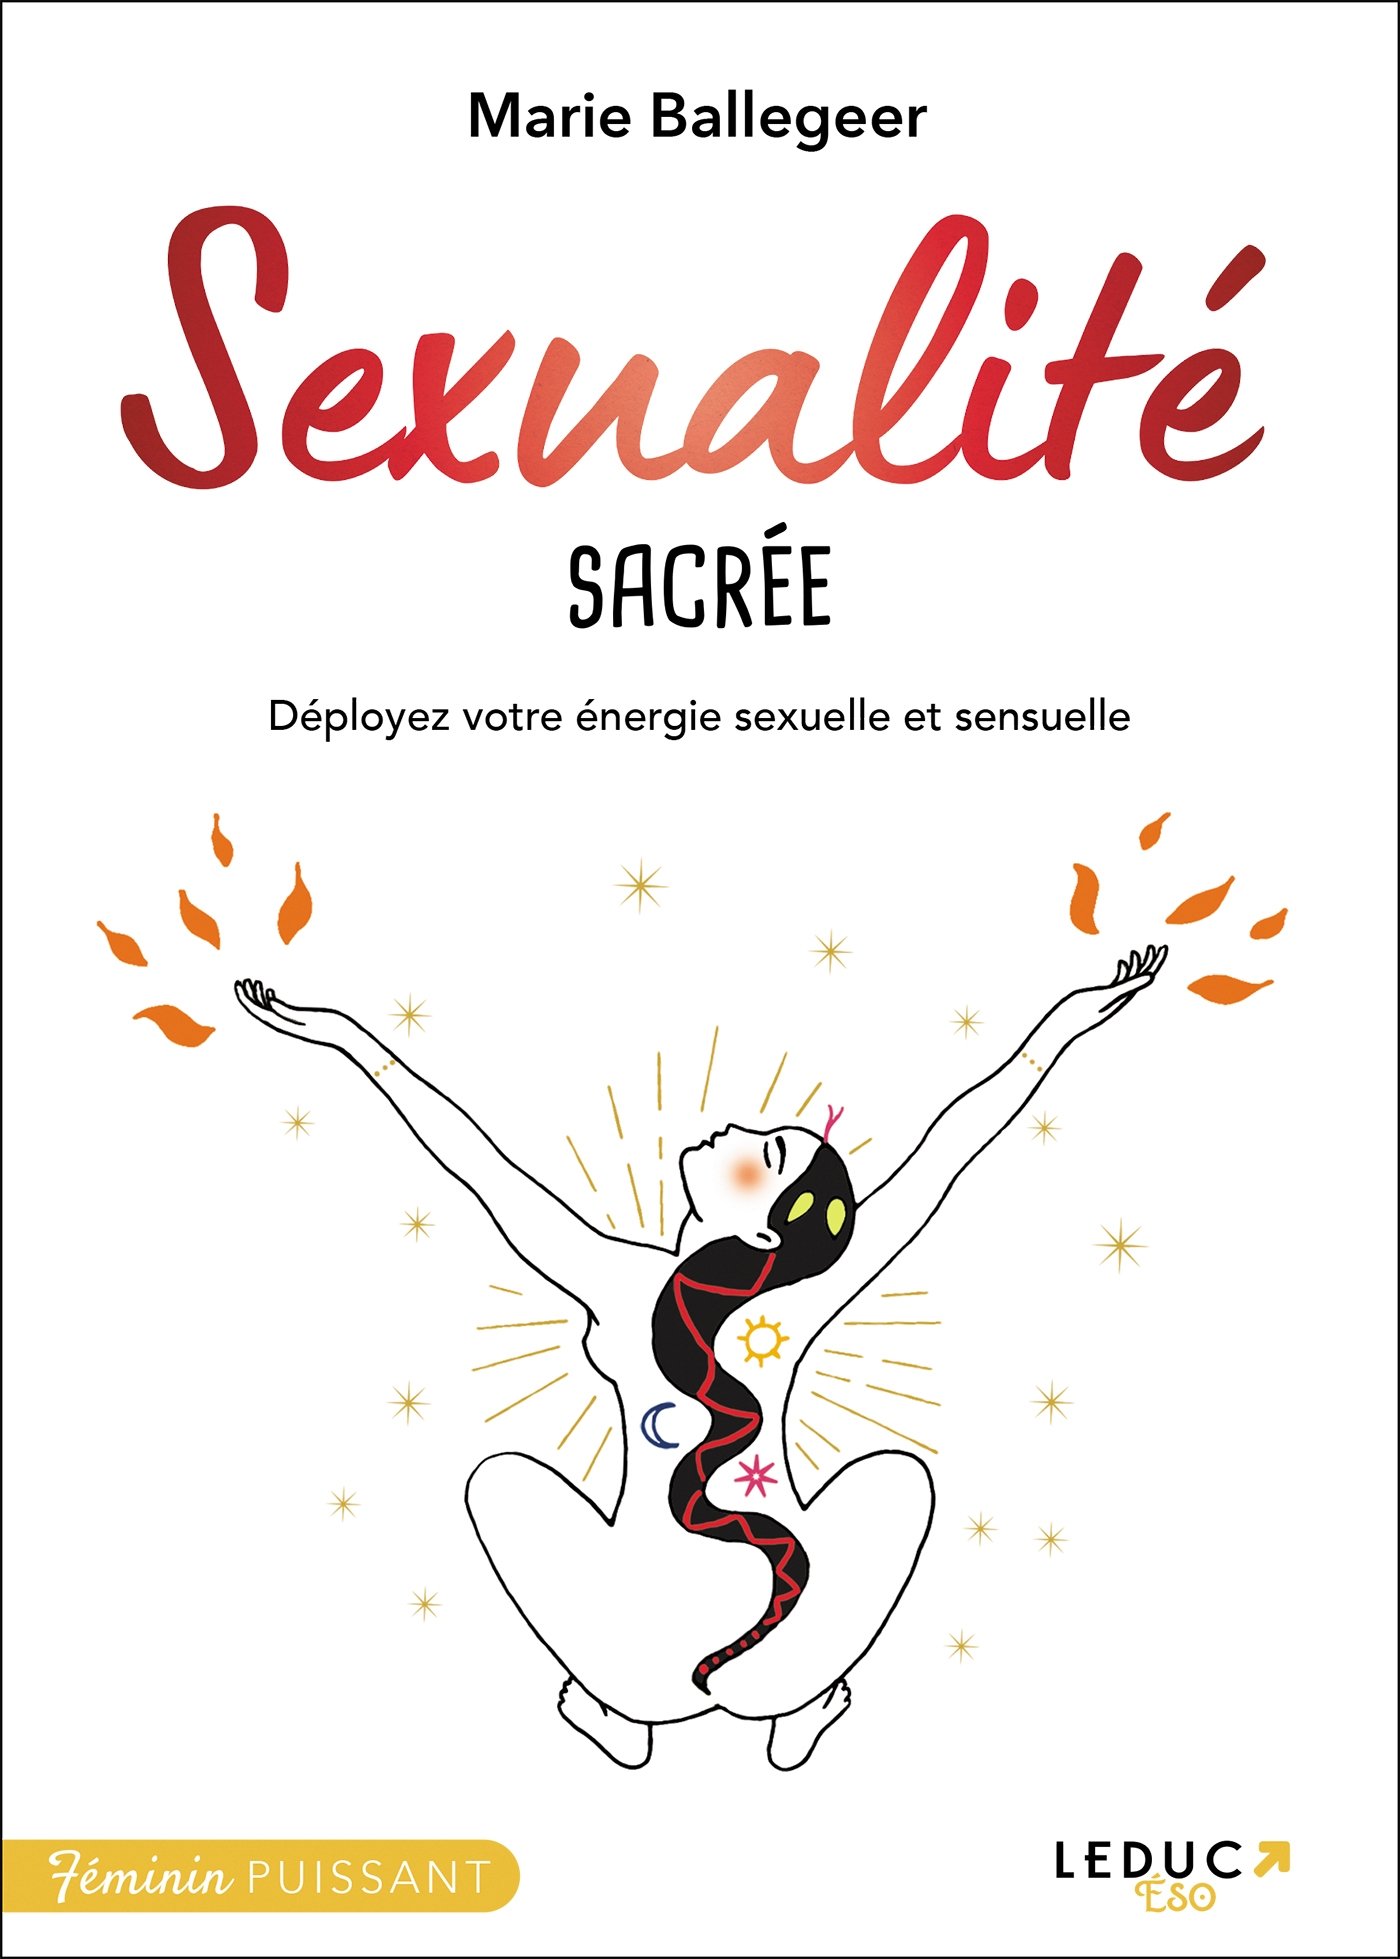 Marie Ballegeer
Sexualité
SACRÉE
Déployez votre énergie sexuelle et sensuelle
Féminin PUISSANT
LEDUC
Éso